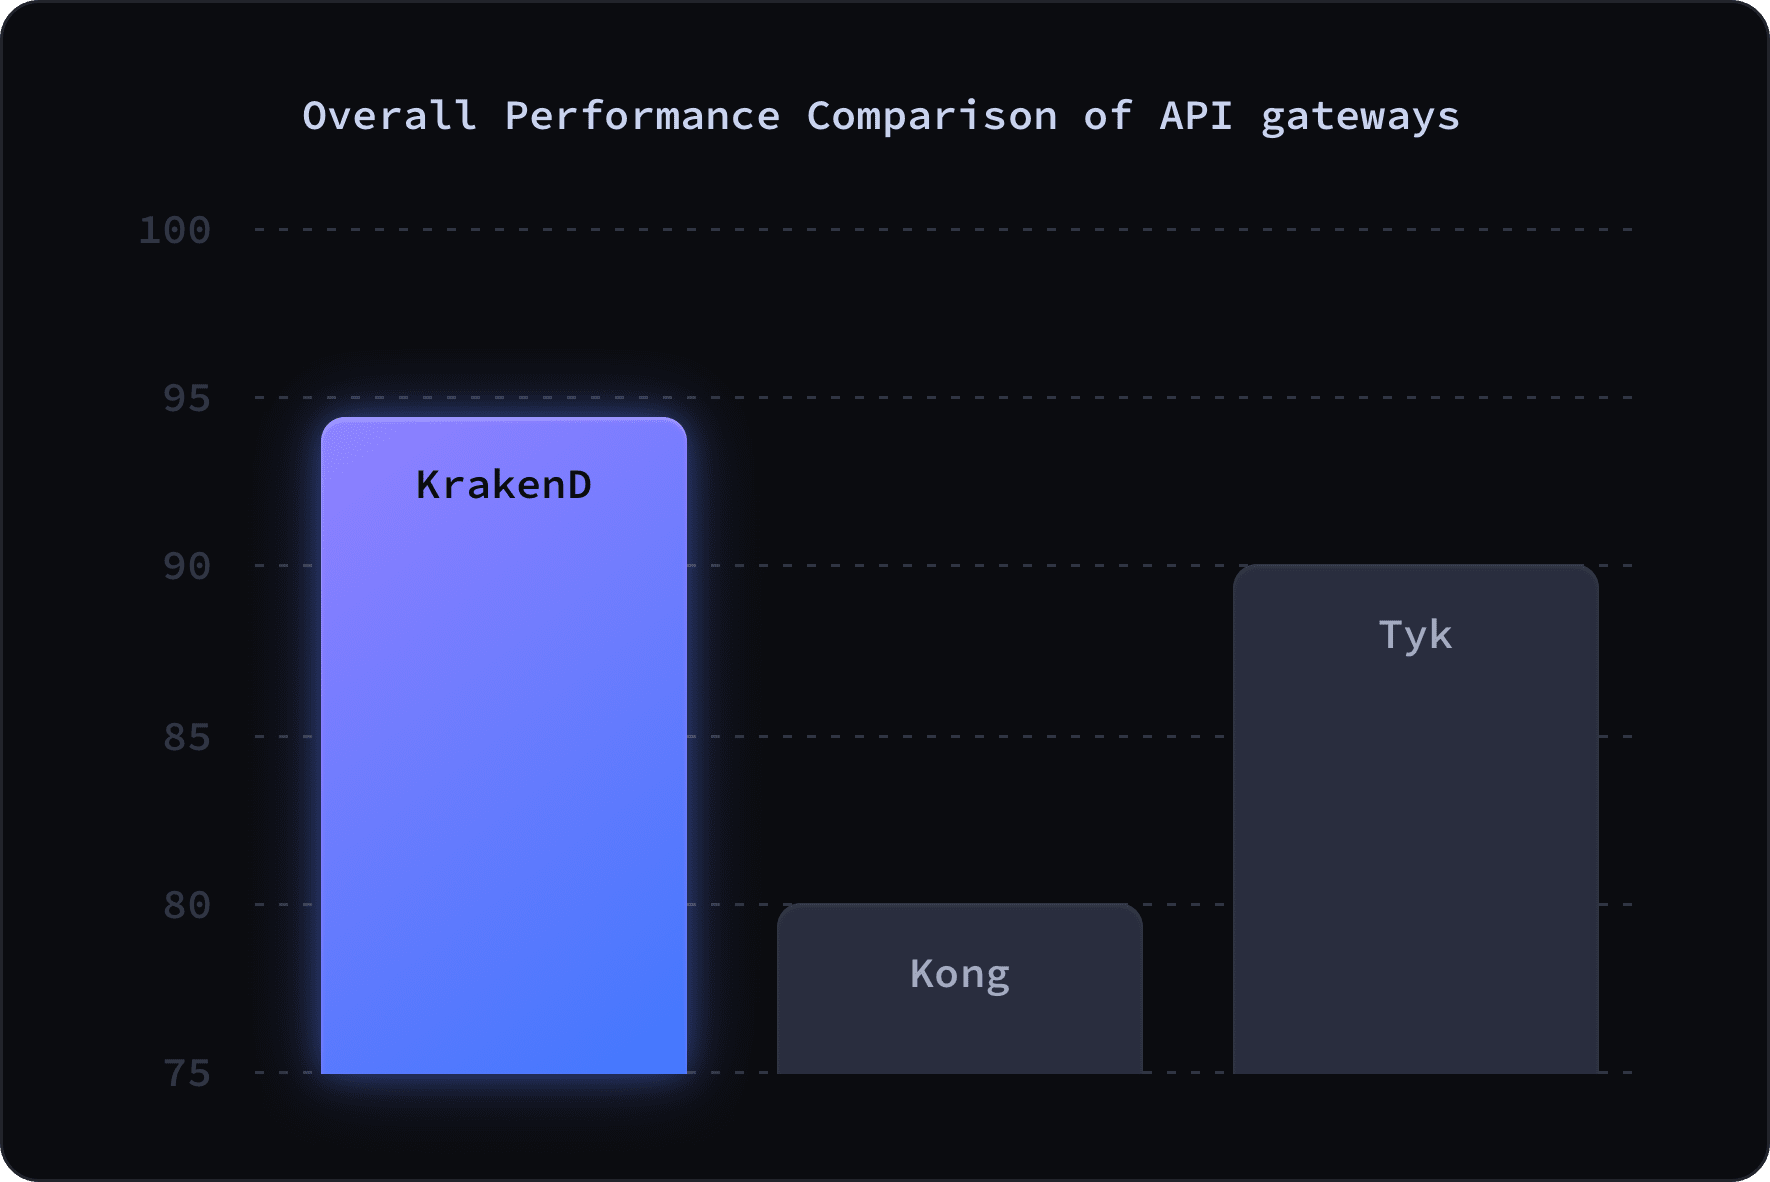 Overall Performance Comparison of API gateways
100
95
KrakenD
90
Tyk
85
80
Kong
75